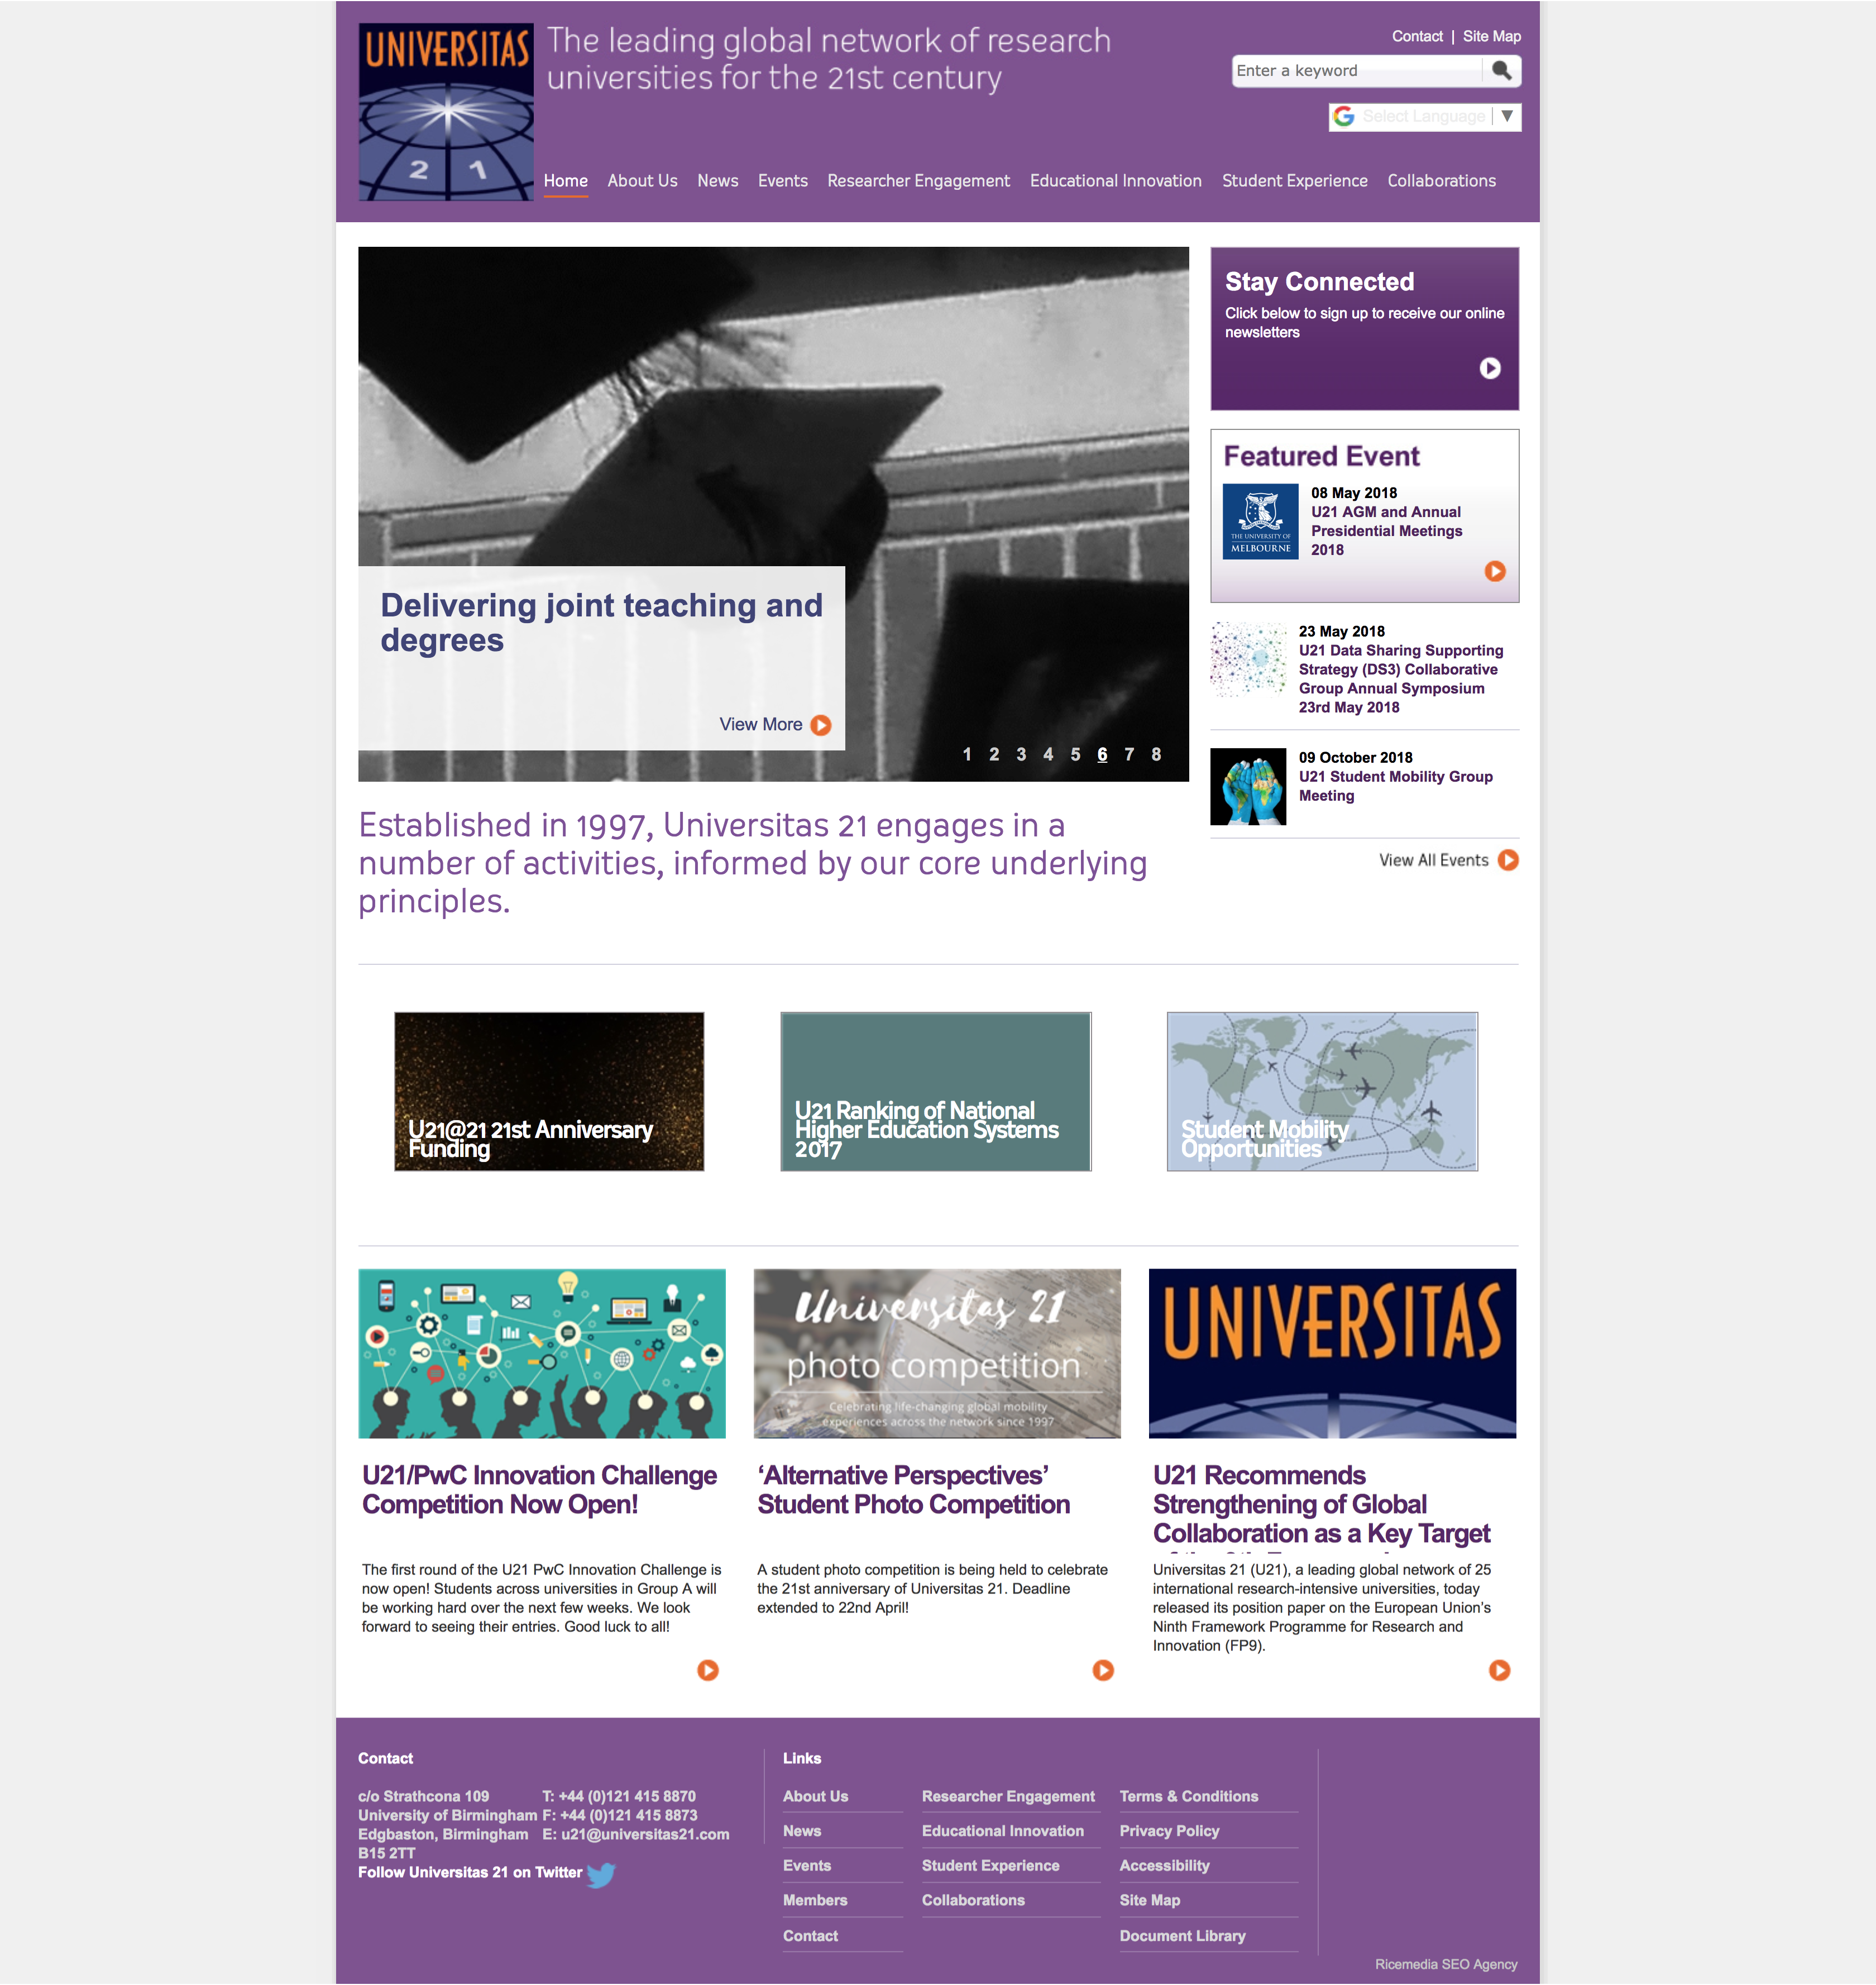 UNIVERSITAS
2 1
The leading global network of research
universities for the 21st century
Contact | Site Map
Enter a keyword
Select Language ▼
Home About Us News Events Researcher Engagement Educational Innovation Student Experience Collaborations
Delivering joint teaching and
degrees
View More
1 2 3 4 5 6 7 8
Stay Connected
Click below to sign up to receive our online
newsletters
Featured Event
THE UNIVERSITY OF
MELBOURNE
08 May 2018
U21 AGM and Annual
Presidential Meetings
2018
23 May 2018
U21 Data Sharing Supporting
Strategy (DS3) Collaborative
Group Annual Symposium
23rd May 2018
09 October 2018
U21 Student Mobility Group
Meeting
View All Events
Established in 1997, Universitas 21 engages in a
number of activities, informed by our core underlying
principles.
U21@21 21st Anniversary
Funding
U21 Ranking of National
Higher Education Systems
2017
Student Mobility
Opportunities
Universitas 21
photo competition
Celebrating life-changing global mobility
experiences across the network since 1997
UNIVERSITAS
U21/PwC Innovation Challenge
Competition Now Open!
The first round of the U21 PwC Innovation Challenge is
now open! Students across universities in Group A will
be working hard over the next few weeks. We look
forward to seeing their entries. Good luck to all!
‘Alternative Perspectives’
Student Photo Competition
A student photo competition is being held to celebrate
the 21st anniversary of Universitas 21. Deadline
extended to 22nd April!
U21 Recommends
Strengthening of Global
Collaboration as a Key Target
Universitas 21 (U21), a leading global network of 25
international research-intensive universities, today
released its position paper on the European Union’s
Ninth Framework Programme for Research and
Innovation (FP9).
Contact
c/o Strathcona 109
University of Birmingham
Edgbaston, Birmingham
B15 2TT
T: +44 (0)121 415 8870
F: +44 (0)121 415 8873
E: u21@universitas21.com
Follow Universitas 21 on Twitter
Links
About Us
News
Events
Members
Contact
Researcher Engagement
Educational Innovation
Student Experience
Collaborations
Terms & Conditions
Privacy Policy
Accessibility
Site Map
Document Library
Ricemedia SEO Agency